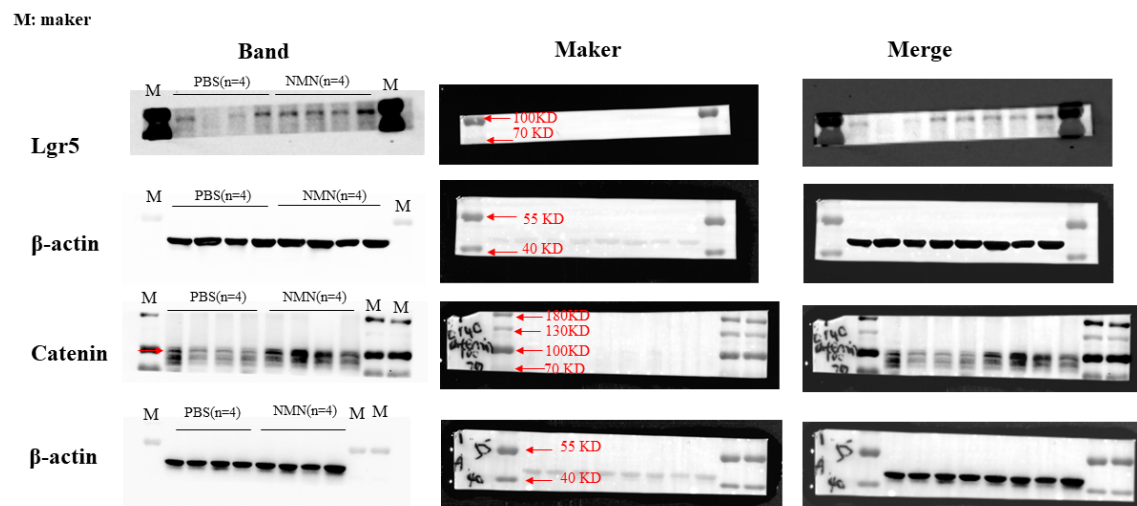 M: maker
Band
Maker
Merge
M PBS(n=4) NMN(n=4) M
Lgr5
100KD
70 KD
M PBS(n=4) NMN(n=4) M
β-actin
55 KD
40 KD
M PBS(n=4) NMN(n=4) M M
Catenin
180KD
130KD
100KD
70 KD
M PBS(n=4) NMN(n=4) M M
β-actin
55 KD
40 KD